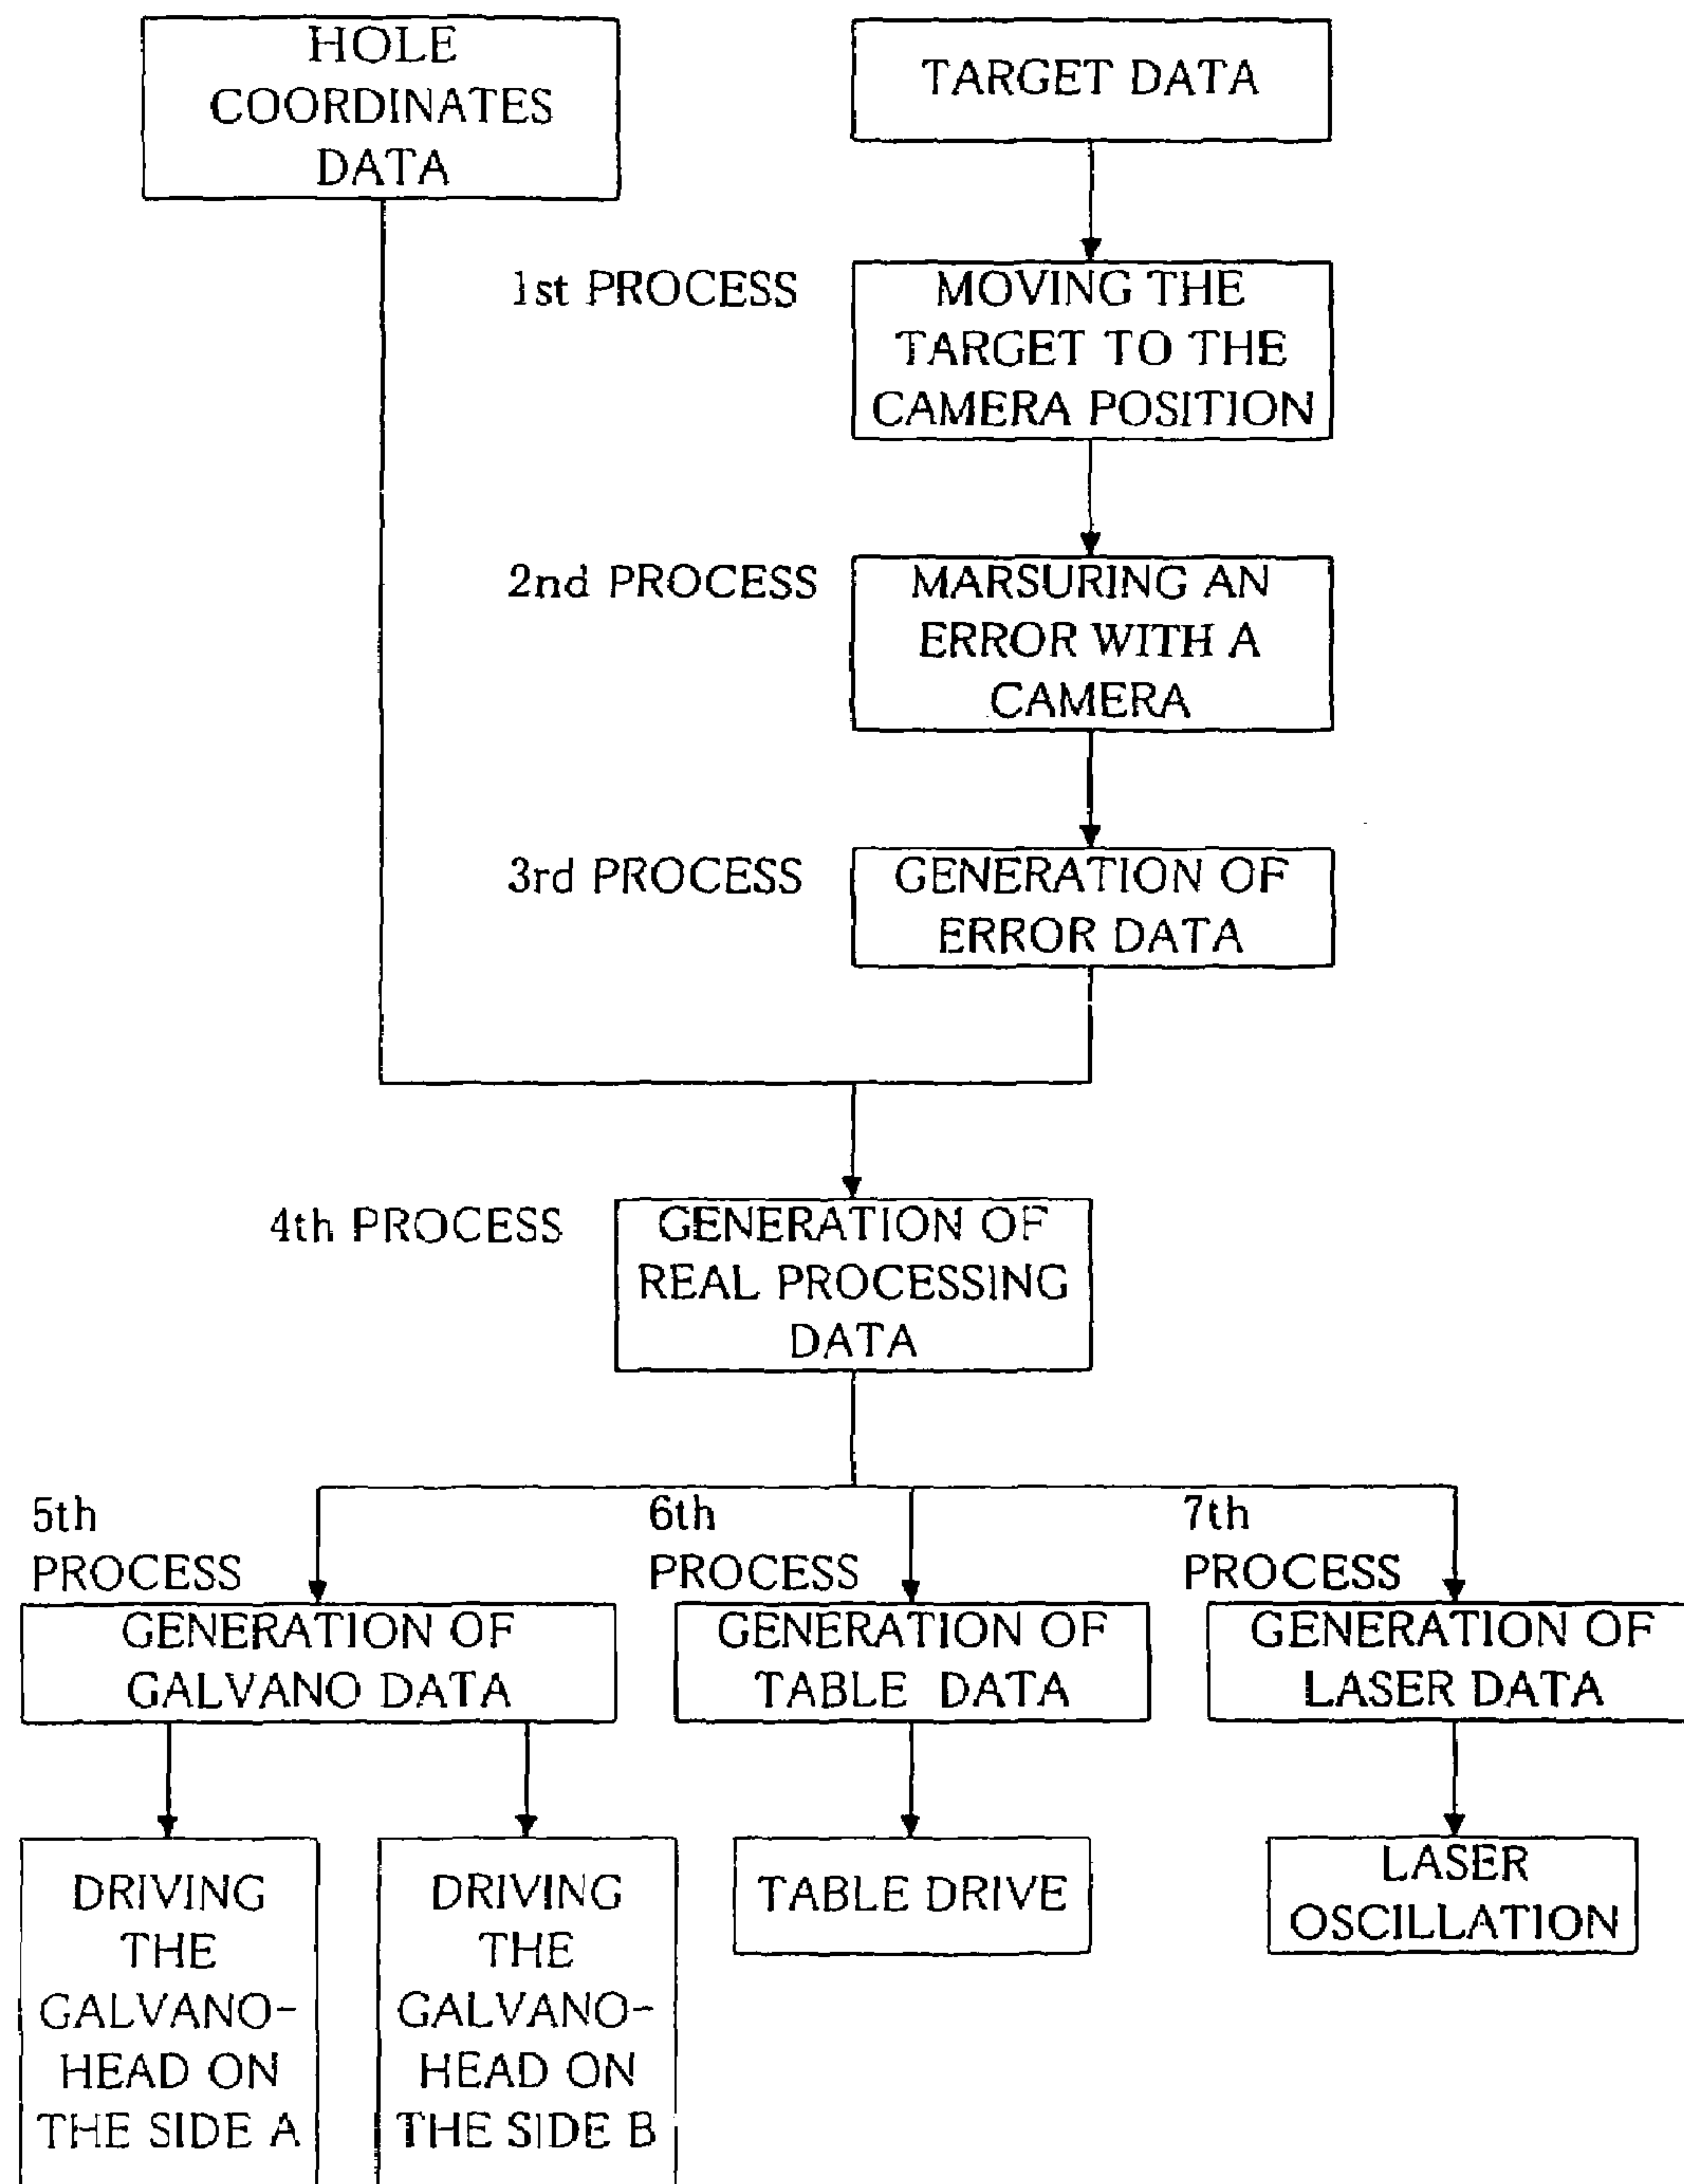 HOLE
COORDINATES
DATA
TARGET DATA
1st PROCESS
MOVING THE
TARGET TO THE
CAMERA POSITION
2nd PROCESS
MARSURING AN
ERROR WITH A
CAMERA
3rd PROCESS
GENERATION OF
ERROR DATA
4th PROCESS
GENERATION OF
REAL PROCESSING
DATA
5th
PROCESS
GENERATION OF
GALVANO DATA
6th
PROCESS
GENERATION OF
TABLE DATA
7th
PROCESS
GENERATION OF
LASER DATA
DRIVING
THE
GALVANO-
HEAD ON
THE SIDE A
DRIVING
THE
GALVANO-
HEAD ON
THE SIDE B
TABLE DRIVE
LASER
OSCILLATION